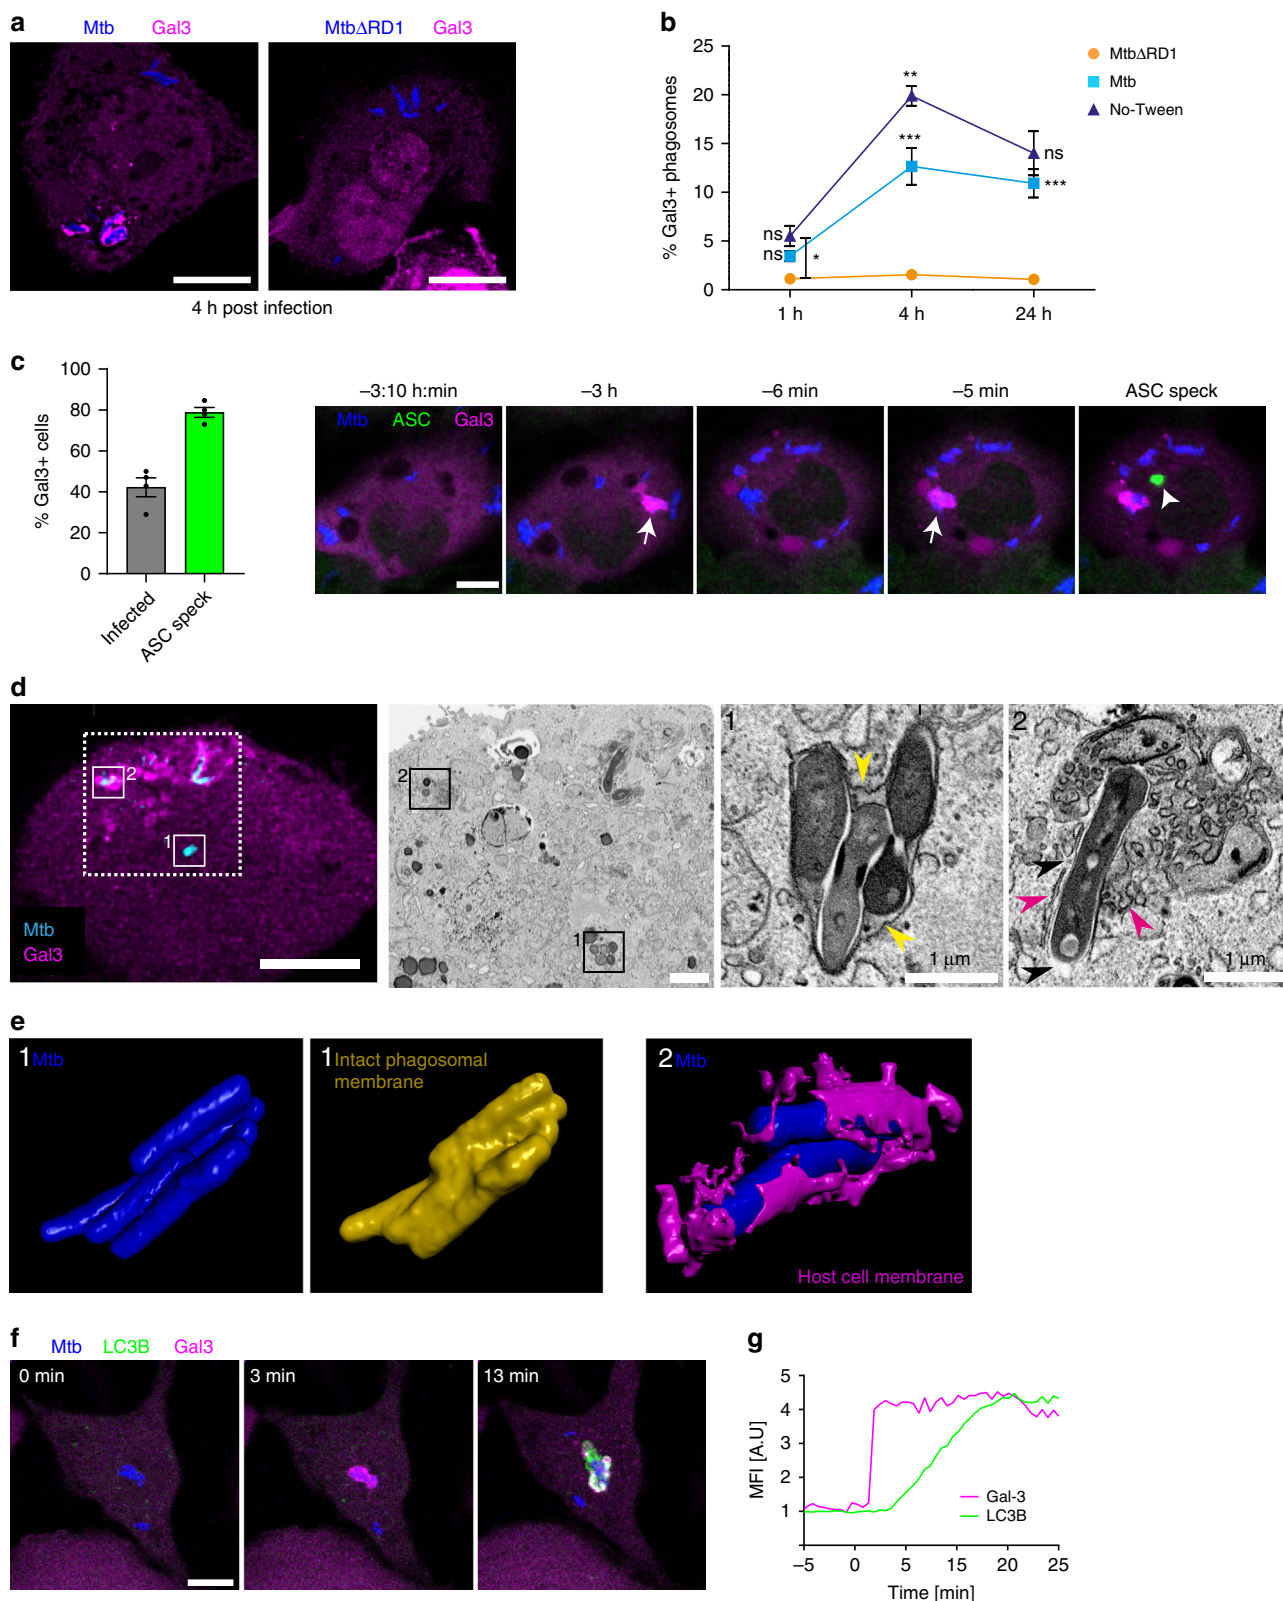 a
Mtb Gal3
MtbΔRD1 Gal3
4 h post infection
b
% Gal3+ phagosomes
25
20
15
10
5
0
1 h 4 h 24 h
MtbΔRD1
Mtb
No-Tween
**
***
ns
***
ns
ns
*
c
% Gal3+ cells
100
80
60
40
20
0
Infected
ASC speck
–3:10 h:min –3 h –6 min –5 min ASC speck
Mtb ASC Gal3
d
2
1
Mtb
Gal3
2
1
1
1 µm
2
1 µm
e
1 Mtb
1 Intact phagosomal
membrane
2 Mtb
Host cell membrane
f
Mtb LC3B Gal3
0 min 3 min 13 min
g
MFI [A.U]
5
4
3
2
1
Gal-3
LC3B
–5 0 5 15 20 25
Time [min]